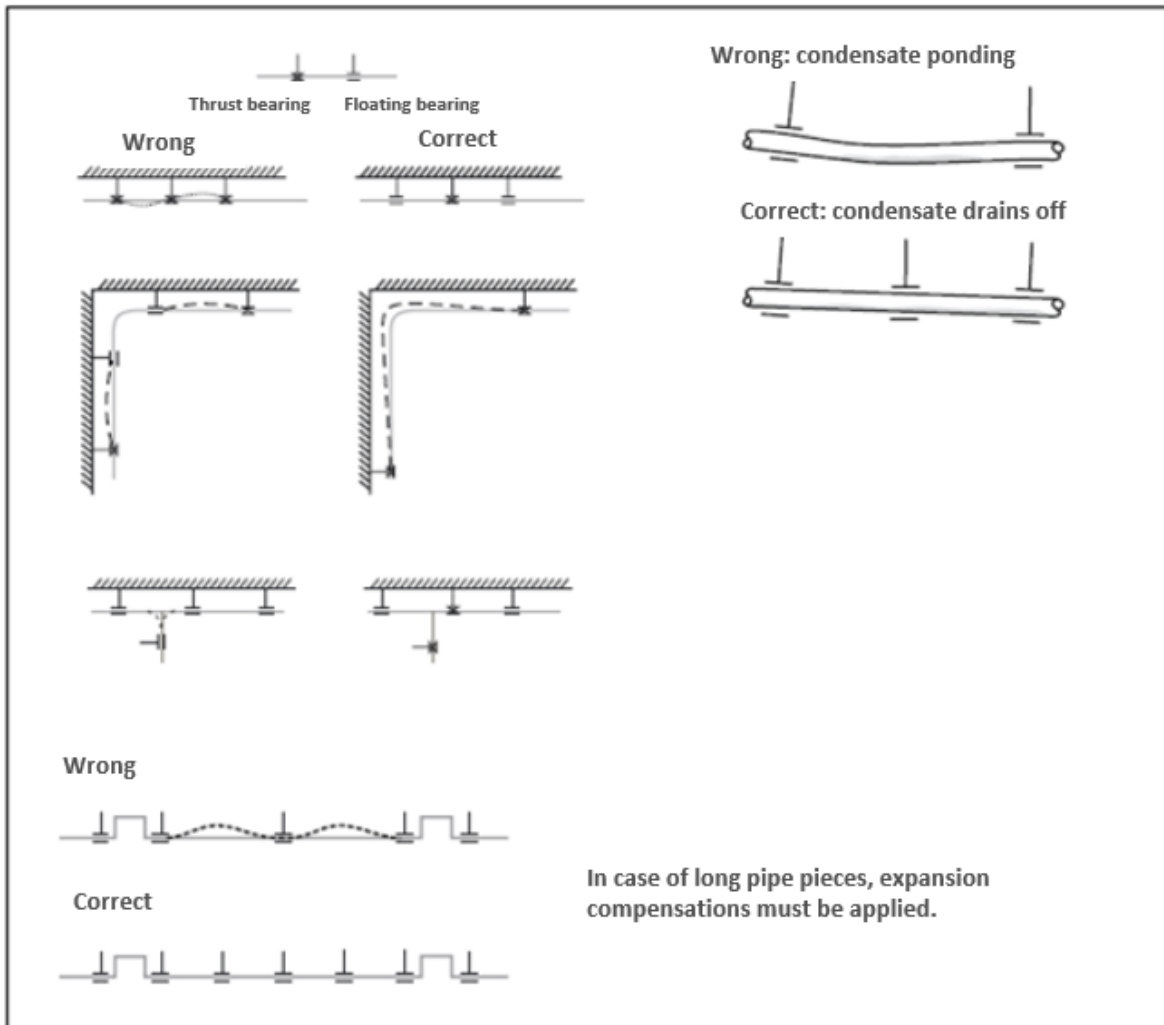 Thrust bearing
Floating bearing
Wrong
Correct
Wrong: condensate ponding
Correct: condensate drains off
Wrong
Correct
In case of long pipe pieces, expansion
compensations must be applied.